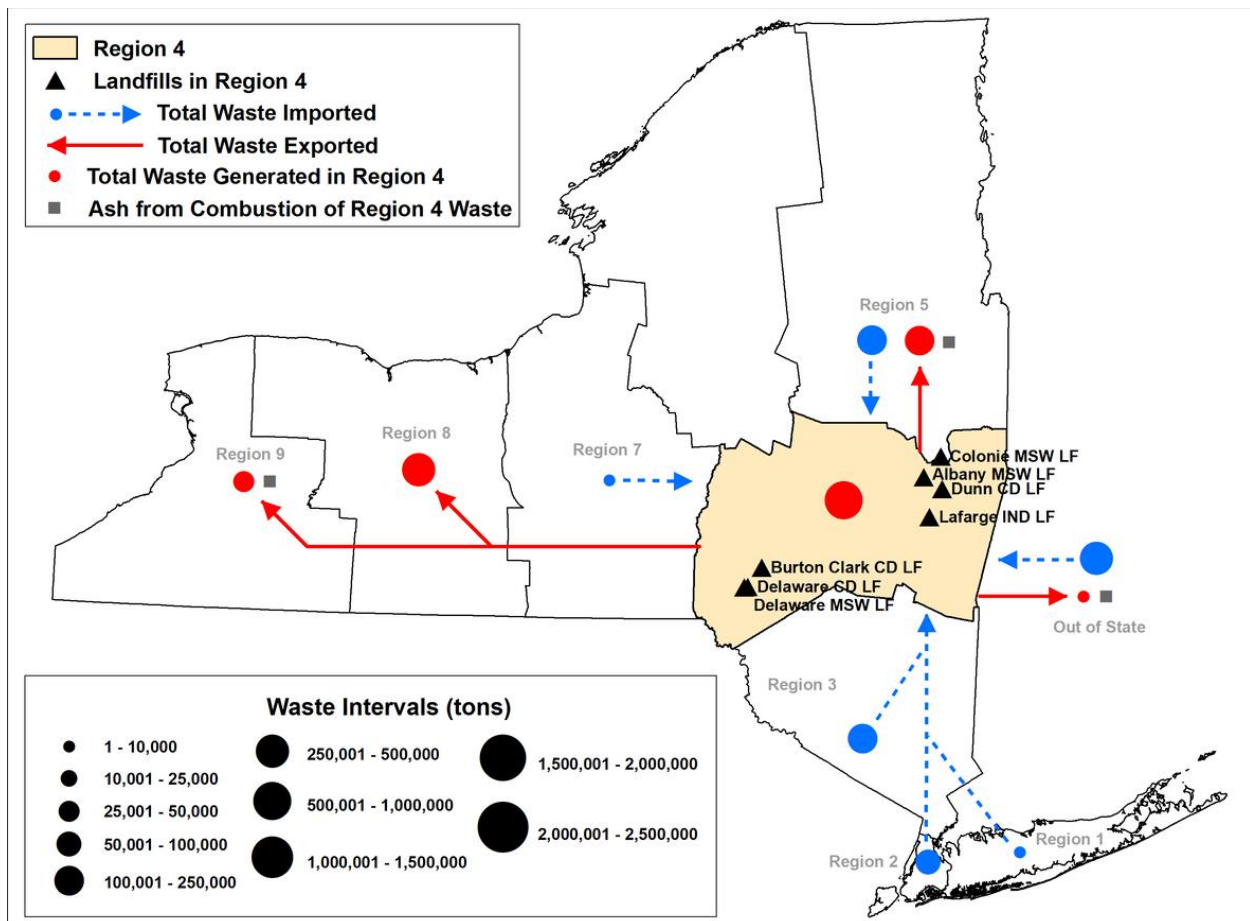 Region 4
Landfills in Region 4
Total Waste Imported
Total Waste Exported
Total Waste Generated in Region 4
Ash from Combustion of Region 4 Waste
Region 5
Region 9
Region 8
Region 7
Colonie MSW LF
Albany MSW LF
Dunn CD LF
Lafarge IND LF
Burton Clark CD LF
Delaware CD LF
Delaware MSW LF
Out of State
Region 3
Region 2
Region 1
Waste Intervals (tons)
1 - 10,000
10,001 - 25,000
25,001 - 50,000
50,001 - 100,000
100,001 - 250,000
250,001 - 500,000
500,001 - 1,000,000
1,000,001 - 1,500,000
1,500,001 - 2,000,000
2,000,001 - 2,500,000